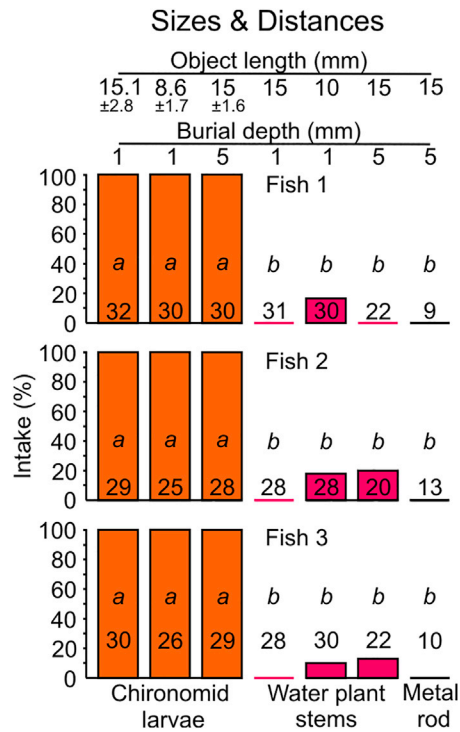 Sizes & Distances
Object length (mm)
15.1 8.6 15 15 10 15 15
±2.8 ±1.7 ±1.6
Burial depth (mm)
1 1 5 1 1 5 5
Intake (%)
Fish 1
100
80
60
40
20
0
a a a b b b b
32 30 30 31 30 22 9
Fish 2
100
80
60
40
20
0
a a a b b b b
29 25 28 28 28 20 13
Fish 3
100
80
60
40
20
0
a a a b b b b
30 26 29 28 30 22 10
Chironomid Water plant Metal
larvae stems rod